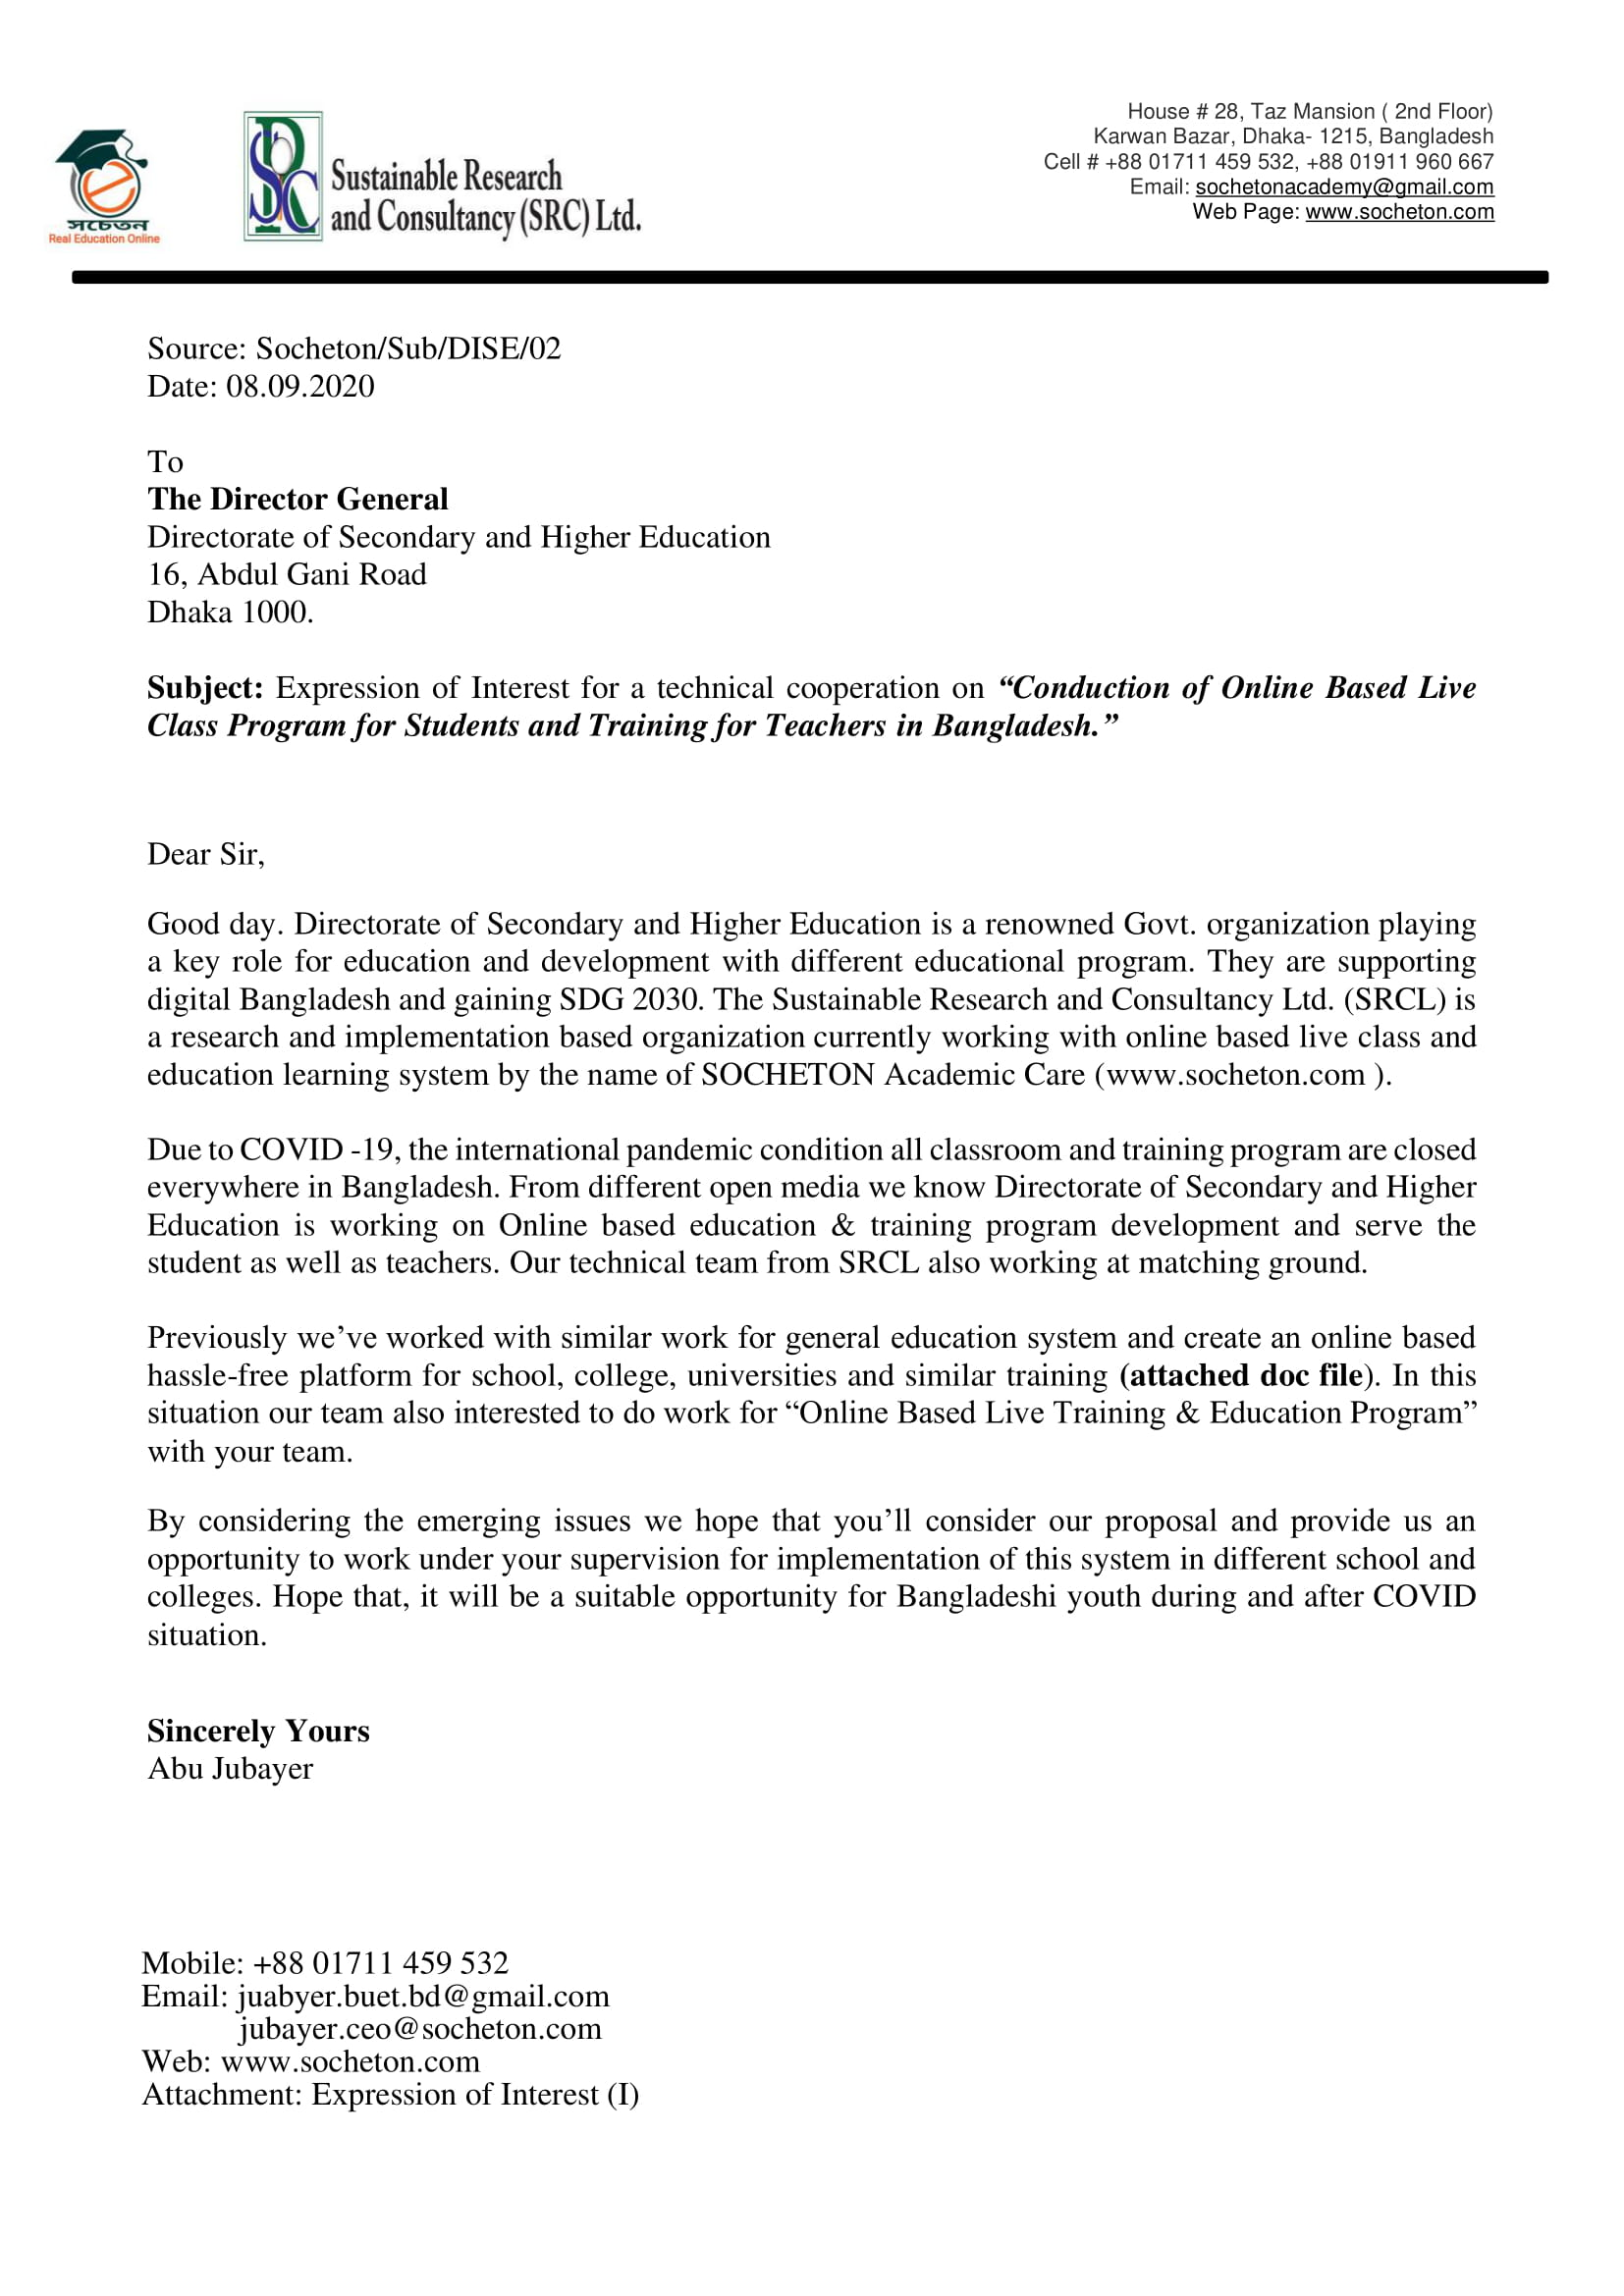 সচেতন
Real Education Online
SRC
Sustainable Research
and Consultancy (SRC) Ltd.
House # 28, Taz Mansion ( 2nd Floor)
Karwan Bazar, Dhaka- 1215, Bangladesh
Cell # +88 01711 459 532, +88 01911 960 667
Email: sochetonacademy@gmail.com
Web Page: www.socheton.com
Source: Socheton/Sub/DISE/02
Date: 08.09.2020
To
The Director General
Directorate of Secondary and Higher Education
16, Abdul Gani Road
Dhaka 1000.
Subject: Expression of Interest for a technical cooperation on “Conduction of Online Based Live
Class Program for Students and Training for Teachers in Bangladesh.”
Dear Sir,
Good day. Directorate of Secondary and Higher Education is a renowned Govt. organization playing
a key role for education and development with different educational program. They are supporting
digital Bangladesh and gaining SDG 2030. The Sustainable Research and Consultancy Ltd. (SRCL) is
a research and implementation based organization currently working with online based live class and
education learning system by the name of SOCHETON Academic Care (www.socheton.com ).
Due to COVID -19, the international pandemic condition all classroom and training program are closed
everywhere in Bangladesh. From different open media we know Directorate of Secondary and Higher
Education is working on Online based education & training program development and serve the
student as well as teachers. Our technical team from SRCL also working at matching ground.
Previously we’ve worked with similar work for general education system and create an online based
hassle-free platform for school, college, universities and similar training (attached doc file). In this
situation our team also interested to do work for “Online Based Live Training & Education Program”
with your team.
By considering the emerging issues we hope that you’ll consider our proposal and provide us an
opportunity to work under your supervision for implementation of this system in different school and
colleges. Hope that, it will be a suitable opportunity for Bangladeshi youth during and after COVID
situation.
Sincerely Yours
Abu Jubayer
Mobile: +88 01711 459 532
Email: juabyer.buet.bd@gmail.com
jubayer.ceo@socheton.com
Web: www.socheton.com
Attachment: Expression of Interest (I)